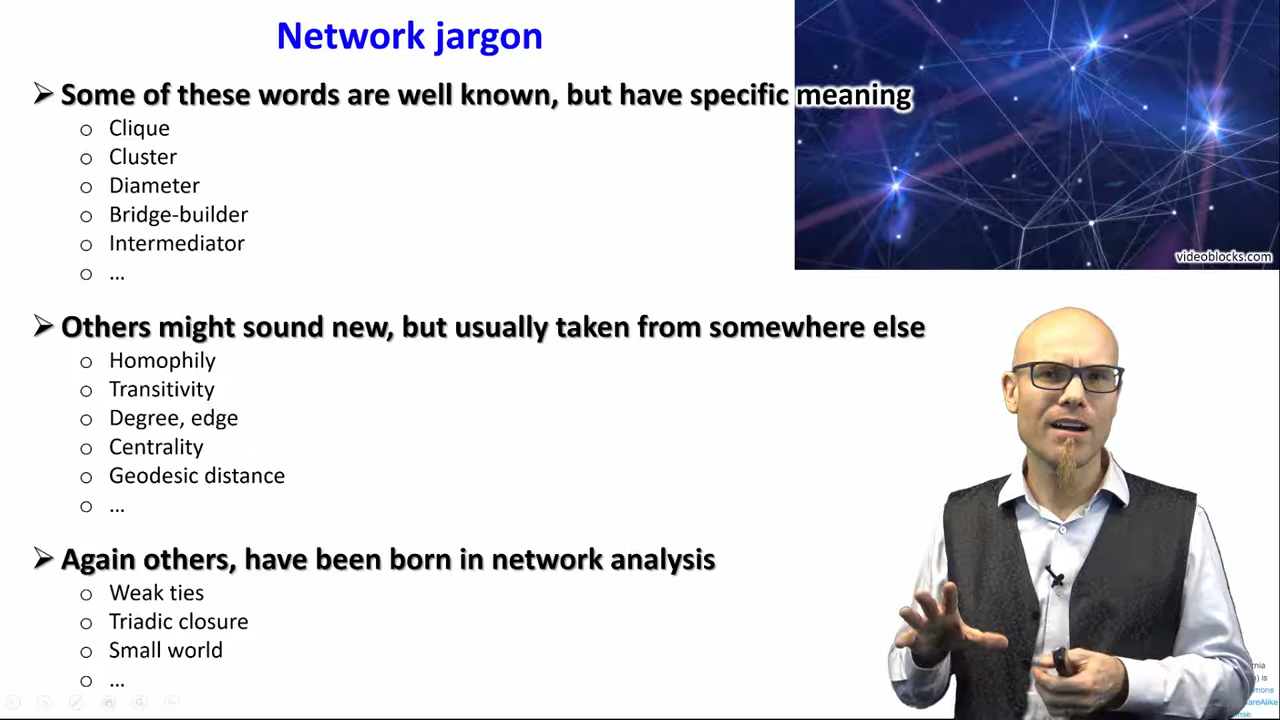 Network jargon
➢ Some of these words are well known, but have specific meaning
o Clique
o Cluster
o Diameter
o Bridge-builder
o Intermediator
o ...
videoblocks.com
➢ Others might sound new, but usually taken from somewhere else
o Homophily
o Transitivity
o Degree, edge
o Centrality
o Geodesic distance
o ...
➢ Again others, have been born in network analysis
o Weak ties
o Triadic closure
o Small world
o ...